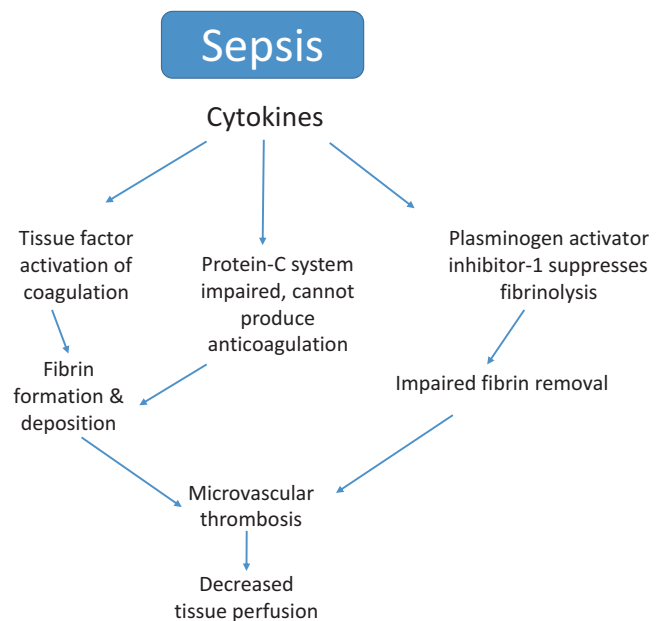 Sepsis
Cytokines
Tissue factor
activation of
coagulation
Protein-C system
impaired, cannot
produce
anticoagulation
Plasminogen activator
inhibitor-1 suppresses
fibrinolysis
Fibrin
formation &
deposition
Impaired fibrin removal
Microvascular
thrombosis
Decreased
tissue perfusion